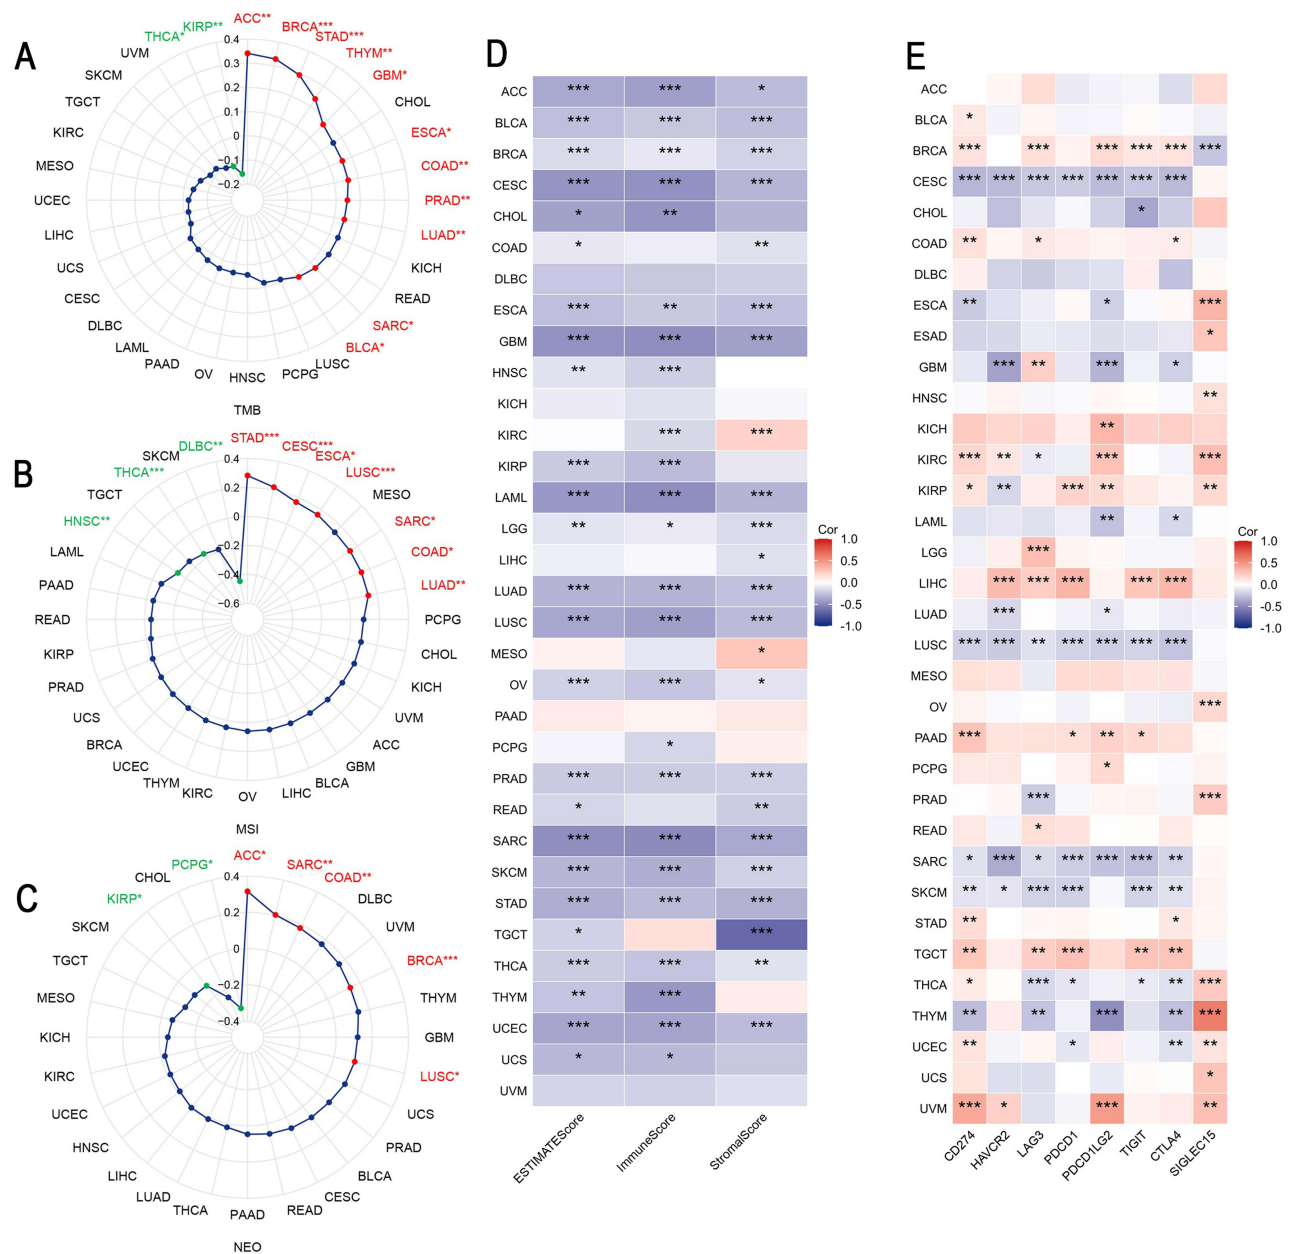 A
KIRP**
ACC**
BRCA***
STAD***
THYM**
GBM*
CHOL
ESCA*
COAD**
PRAD**
LUAD**
KICH
READ
SARC*
BLCA*
LUSC
PCPG
HNSC
OV
PAAD
LAML
DLBC
CESC
UCS
LIHC
UCEC
MESO
KIRC
TGCT
SKCM
UVM
THCA*
0.4
0.3
0.2
0.1
0
−0.1
−0.2
TMB
B
DLBC**
STAD***
CESC***
ESCA*
LUSC***
MESO
SARC*
COAD*
LUAD**
PCPG
CHOL
KICH
UVM
ACC
GBM
BLCA
LIHC
OV
KIRC
THYM
UCEC
BRCA
UCS
PRAD
KIRP
READ
PAAD
LAML
HNSC**
TGCT
THCA***
SKCM
0.4
0.2
0
−0.2
−0.4
−0.6
MSI
C
PCPG*
ACC*
SARC**
COAD**
DLBC
UVM
BRCA***
THYM
GBM
LUSC*
UCS
PRAD
BLCA
CESC
READ
PAAD
THCA
LUAD
LIHC
HNSC
UCEC
KIRC
KICH
MESO
TGCT
SKCM
KIRP*
CHOL
0.4
0.2
0
−0.2
−0.4
NEO
D
ACC *** *** *
BLCA *** *** ***
BRCA *** *** ***
CESC *** *** ***
CHOL * **
COAD * **
DLBC
ESCA *** ** ***
GBM *** *** ***
HNSC ** ***
KICH
KIRC *** ***
KIRP *** ***
LAML *** *** ***
LGG ** * ***
LIHC *
LUAD *** *** ***
LUSC *** *** ***
MESO *
OV *** *** *
PAAD
PCPG *
PRAD *** *** ***
READ * **
SARC *** *** ***
SKCM *** *** ***
STAD *** *** ***
TGCT * ***
THCA *** *** **
THYM ** ***
UCEC *** *** ***
UCS * *
UVM
ESTIMATEScore
ImmuneScore
StromalScore
Cor
1.0
0.5
0.0
-0.5
-1.0
E
ACC
BLCA *
BRCA *** *** *** *** *** ***
CESC *** *** *** *** *** *** ***
CHOL *
COAD ** * *
DLBC
ESCA ** * ***
ESAD *
GBM *** ** *** *
HNSC **
KICH **
KIRC *** ** * *** ***
KIRP * ** *** ** **
LAML ** *
LGG ***
LIHC *** *** *** *** ***
LUAD *** *
LUSC *** *** ** *** *** *** ***
MESO
OV ***
PAAD *** * ** *
PCPG *
PRAD *** ***
READ *
SARC * *** * *** *** *** **
SKCM ** * *** *** *** **
STAD ** *
TGCT ** ** *** ** **
THCA * *** * * ** ***
THYM ** ** *** ** ***
UCEC ** * ** **
UCS *
UVM *** * *** **
CD274
HAVCR2
LAG3
PDCD1
PDCD1LG2
TIGIT
CTLA4
SIGLEC15
Cor
1.0
0.5
0.0
-0.5
-1.0